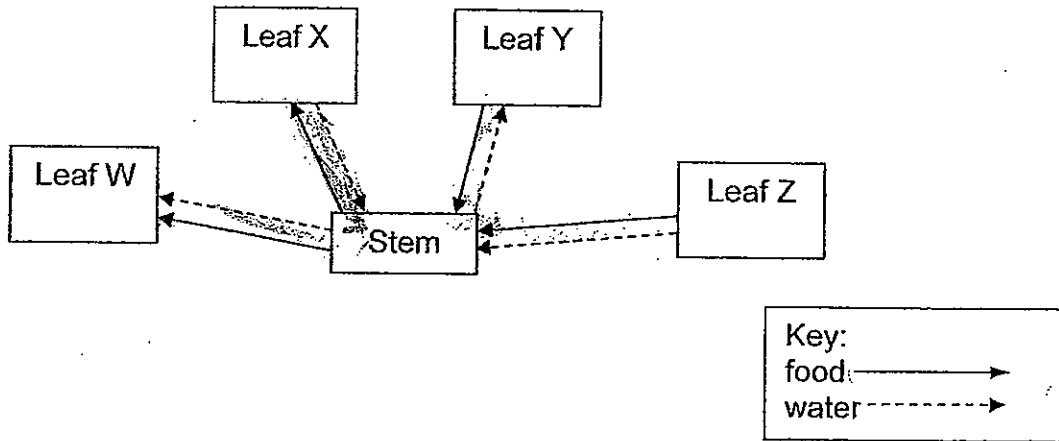 Leaf X
Leaf Y
Leaf W
Leaf Z
Stem
Key:
food
water